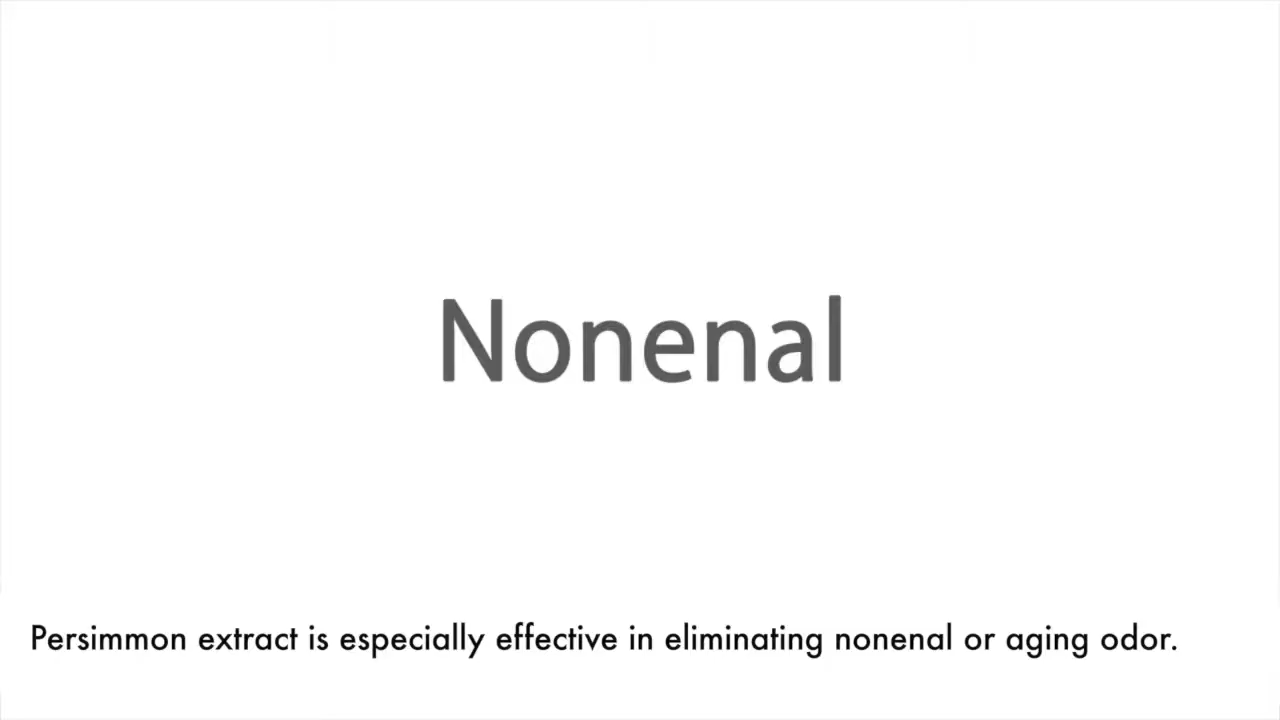 Nonenal
Persimmon extract is especially effective in eliminating nonenal or aging odor.